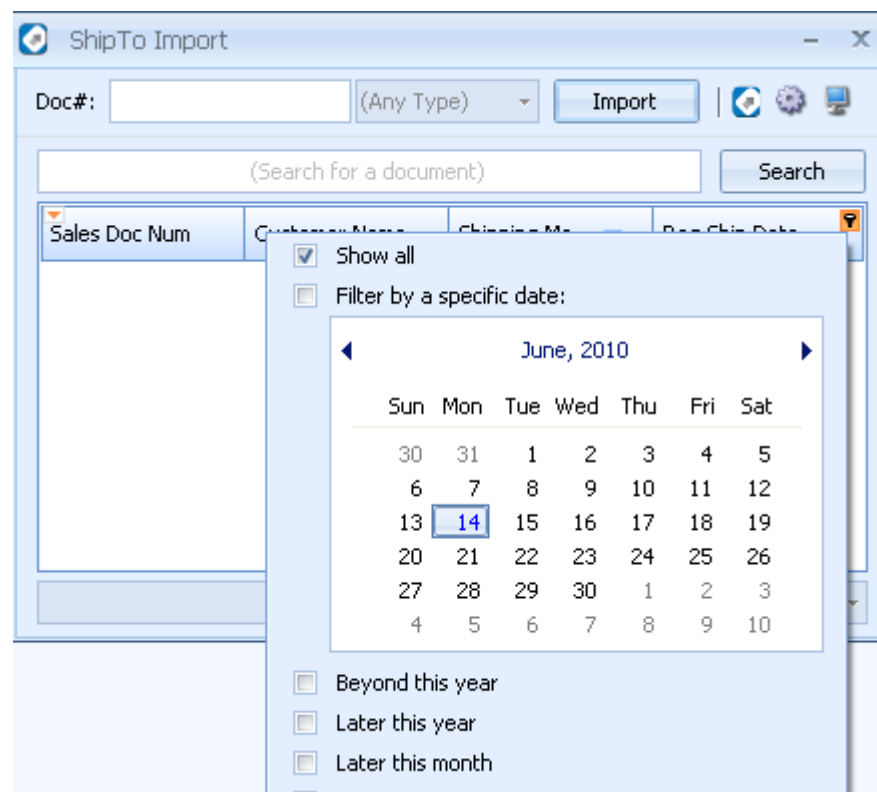 ShipTo Import
Doc#: (Any Type) Import
(Search for a document) Search
Sales Doc Num
Show all
Filter by a specific date:
June, 2010
Sun Mon Tue Wed Thu Fri Sat
30 31 1 2 3 4 5
6 7 8 9 10 11 12
13 14 15 16 17 18 19
20 21 22 23 24 25 26
27 28 29 30 1 2 3
4 5 6 7 8 9 10
Beyond this year
Later this year
Later this month